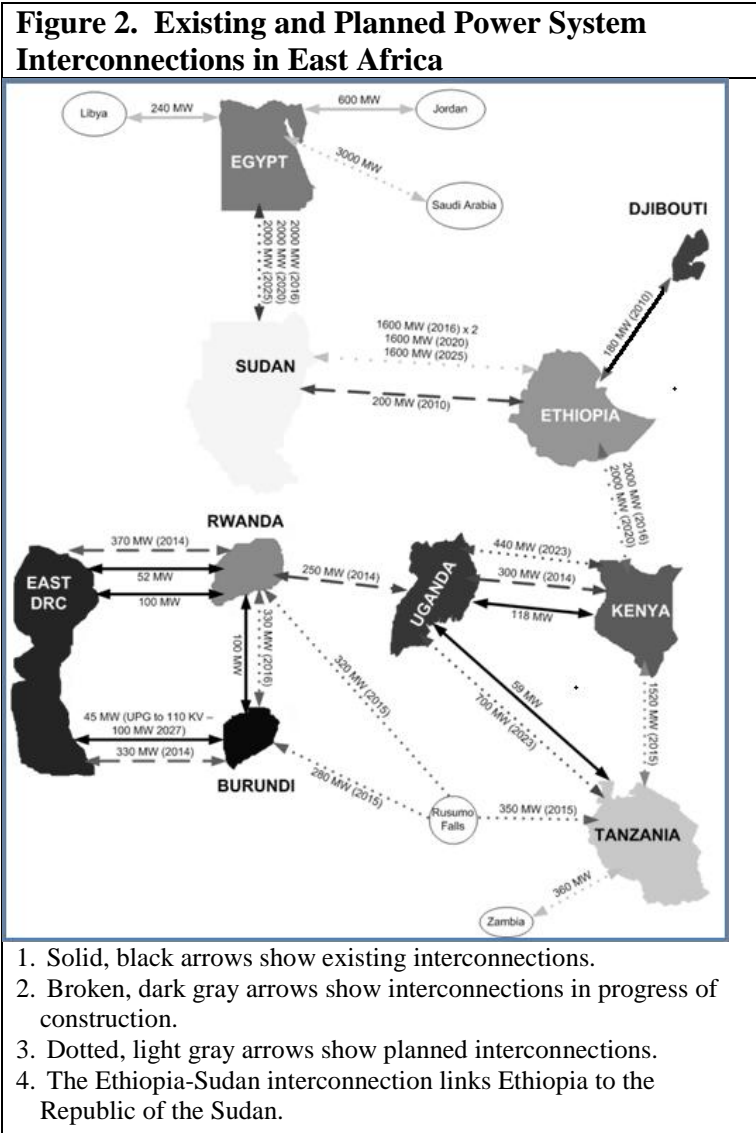 Figure 2.  Existing and Planned Power System
Interconnections in East Africa
Libya
240 MW
600 MW
Jordan
EGYPT
3000 MW
Saudi Arabia
DJIBOUTI
2000 MW (2016)
2000 MW (2020)
2000 MW (2025)
180 MW (2010)
1600 MW (2016) x 2
1600 MW (2020)
1600 MW (2025)
SUDAN
200 MW (2010)
ETHIOPIA
2000 MW (2016)
2000 MW (2020)
RWANDA
370 MW (2014)
440 MW (2023)
EAST
DRC
52 MW
250 MW (2014)
UGANDA
300 MW (2014)
100 MW
118 MW
KENYA
100 MW
330 MW (2016)
320 MW (2015)
59 MW
700 MW (2023)
1520 MW (2015)
45 MW (UPG to 110 KV –
100 MW 2027)
330 MW (2014)
BURUNDI
280 MW (2015)
Rusumo
Falls
350 MW (2015)
TANZANIA
360 MW
Zambia
1. Solid, black arrows show existing interconnections.
2. Broken, dark gray arrows show interconnections in progress of
construction.
3. Dotted, light gray arrows show planned interconnections.
4. The Ethiopia-Sudan interconnection links Ethiopia to the
Republic of the Sudan.